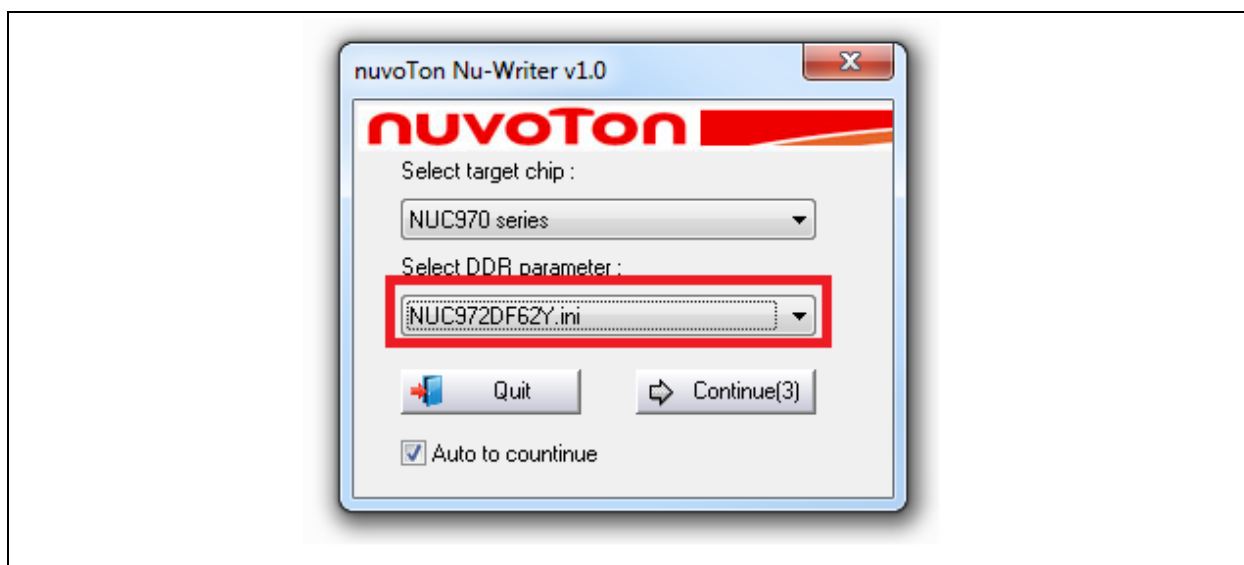 nuvoTon Nu-Writer v1.0
nuvoTon
Select target chip :
NUC970 series
Select DDR parameter :
NUC972DF62Y.ini
Quit
Continue(3)
Auto to countinue